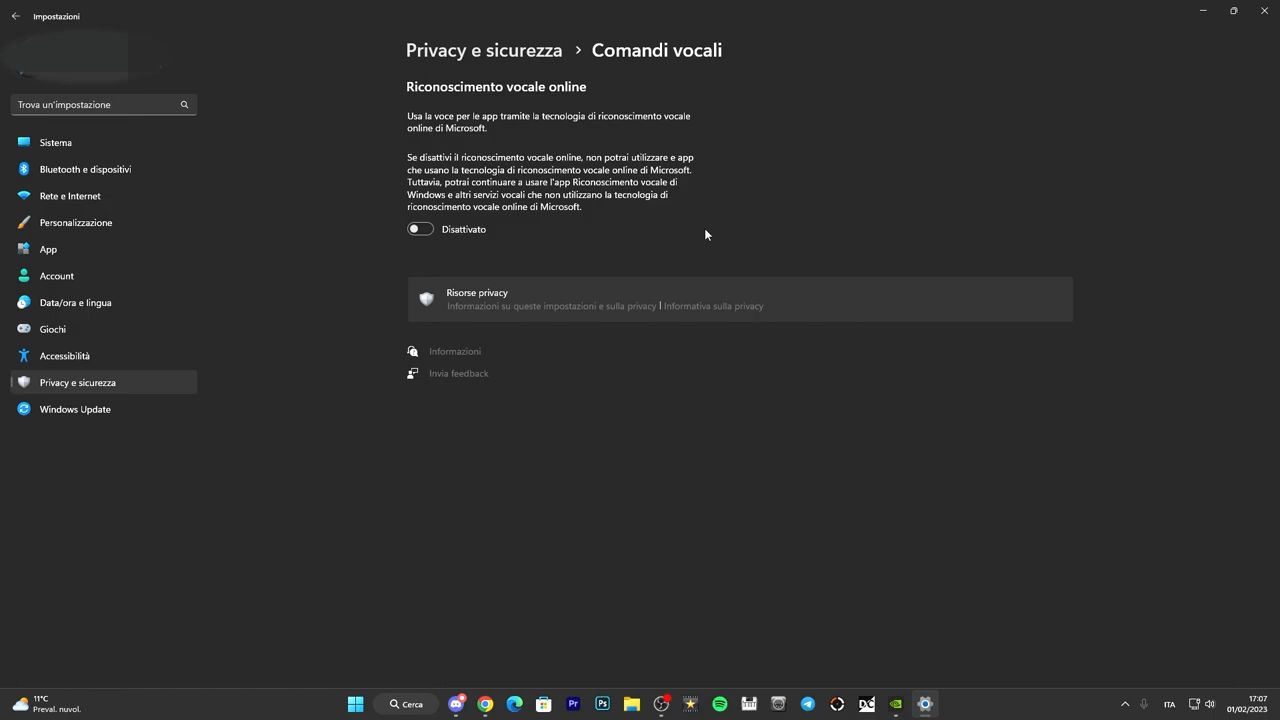 Impostazioni
Privacy e sicurezza > Comandi vocali
Trova un'impostazione
Sistema
Bluetooth e dispositivi
Rete e Internet
Personalizzazione
App
Account
Data/ora e lingua
Giochi
Accessibilità
Privacy e sicurezza
Windows Update
Riconoscimento vocale online
Usa la voce per le app tramite la tecnologia di riconoscimento vocale
online di Microsoft.
Se disattivi il riconoscimento vocale online, non potrai utilizzare e app
che usano la tecnologia di riconoscimento vocale online di Microsoft.
Tuttavia, potrai continuare a usare l'app Riconoscimento vocale di
Windows e altri servizi vocali che non utilizzano la tecnologia di
riconoscimento vocale online di Microsoft.
Disattivato
Risorse privacy
Informazioni su queste impostazioni e sulla privacy | Informativa sulla privacy
Informazioni
Invia feedback
11°C
Preval. nuvol.
Cerca
Pr
Ps
ITA
17:07
01/02/2023